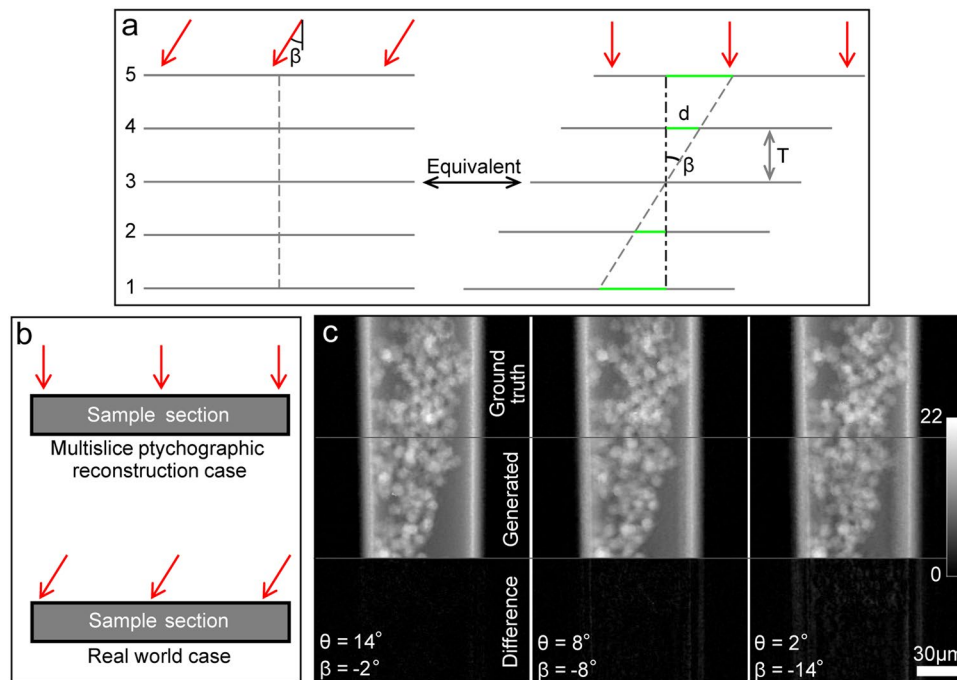 a
β
5
4
3
2
1
Equivalent
d
β
T
b
Sample section
Multislice ptychographic
reconstruction case
Sample section
Real world case
c
Ground
truth
Generated
Difference
θ = 14°
β = -2°
θ = 8°
β = -8°
θ = 2°
β = -14°
22
0
30μm